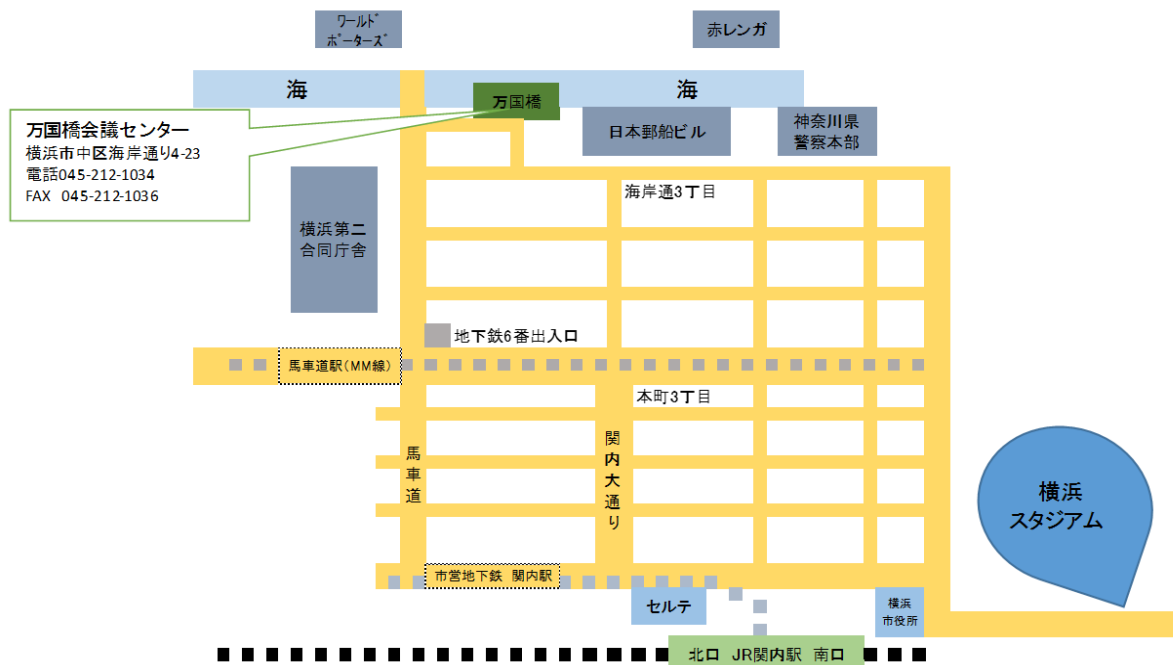 ワールド
ポーターズ
赤レンガ
海
海
万国橋
万国橋会議センター
横浜市中区海岸通り4-23
電話045-212-1034
FAX 045-212-1036
日本郵船ビル
神奈川県
警察本部
海岸通3丁目
横浜第二
合同庁舎
地下鉄6番出入口
馬車道駅(MM線)
本町3丁目
馬車道
関内大通り
横浜
スタジアム
市営地下鉄 関内駅
セルテ
横浜
市役所
北口 JR関内駅 南口